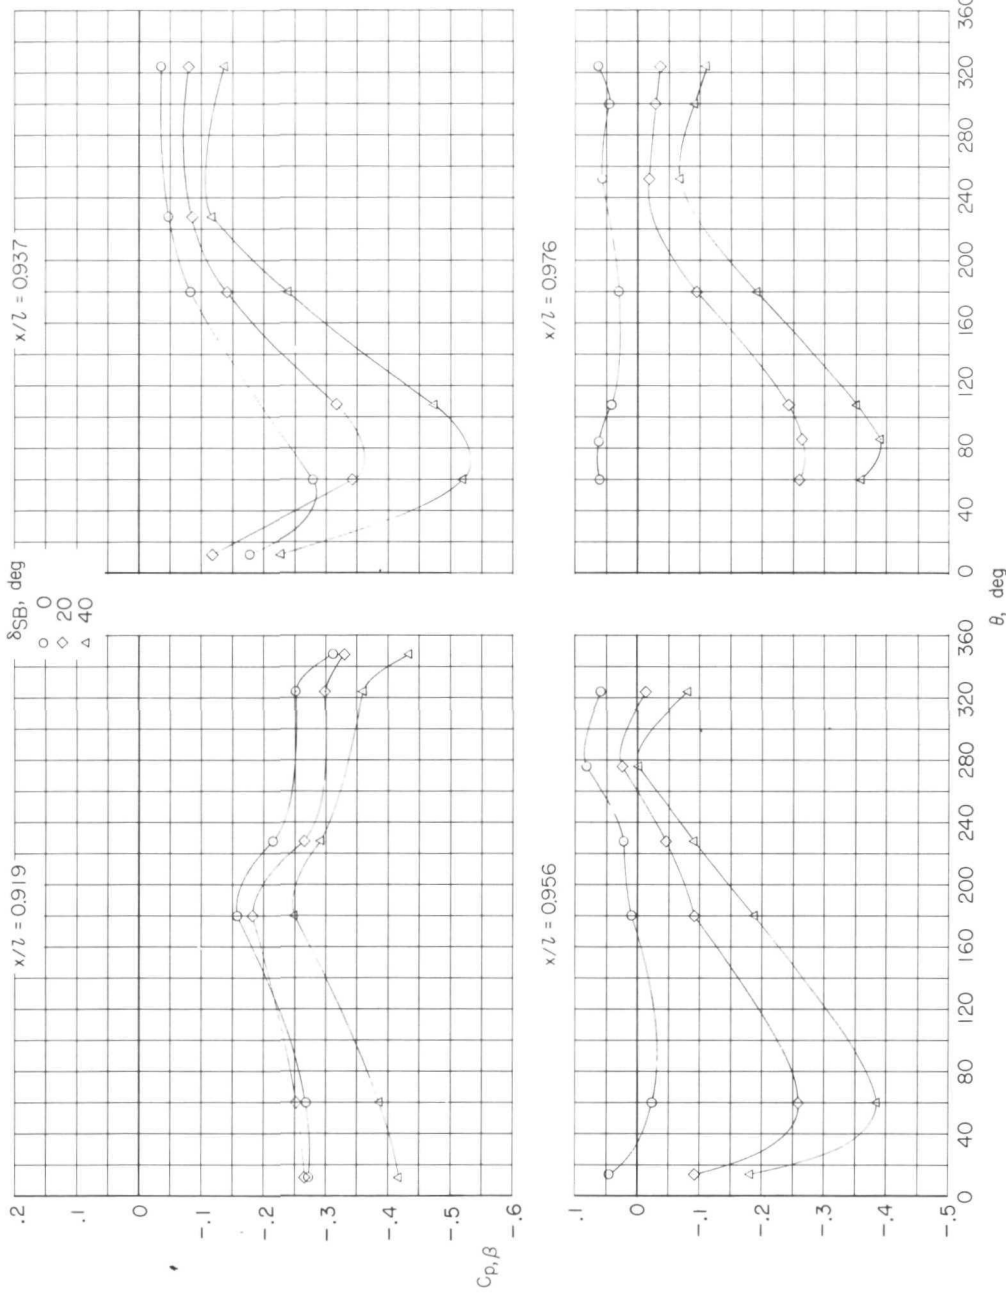 δSB, deg
0
20
40
x/l = 0.919
x/l = 0.937
.2
.1
0
-.1
-.2
-.3
-.4
-.5
-.6
Cp,β
x/l = 0.956
x/l = 0.976
.1
0
-.1
-.2
-.3
-.4
-.5
0 40 80 120 160 200 240 280 320 360 0 40 80 120 160 200 240 280 320 360
θ, deg